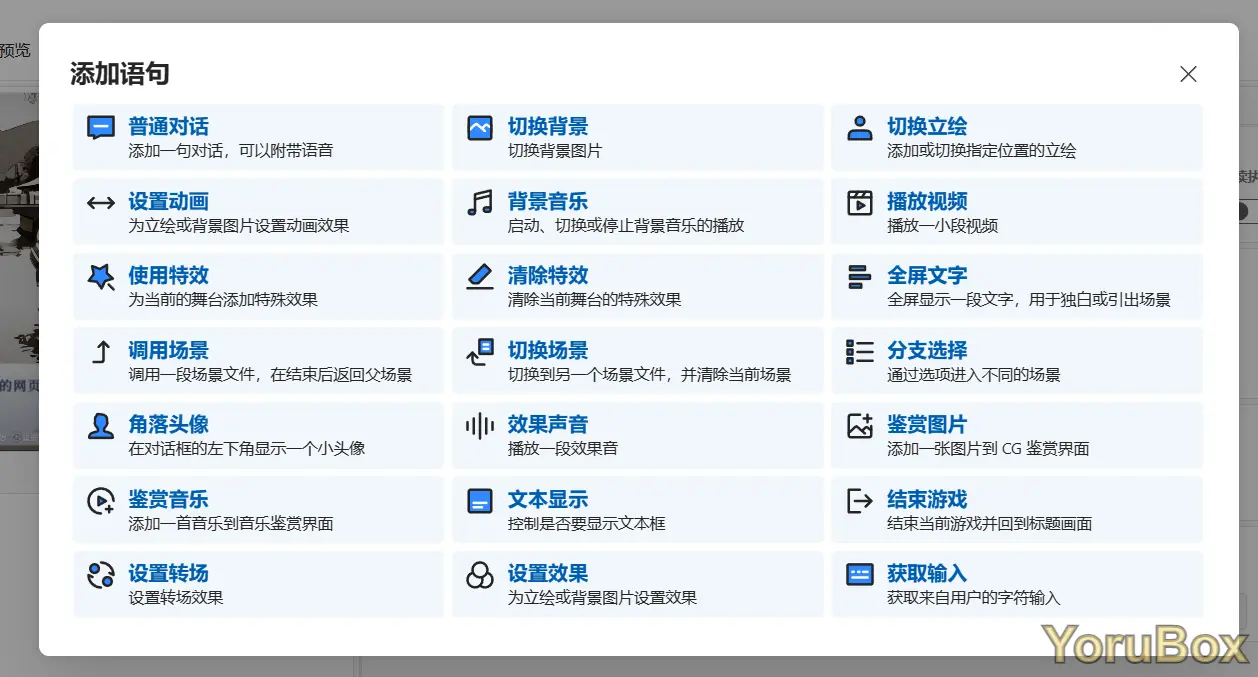 预览
添加语句
普通对话
添加一句对话，可以附带语音
切换背景
切换背景图片
切换立绘
添加或切换指定位置的立绘
设置动画
为立绘或背景图片设置动画效果
背景音乐
启动、切换或停止背景音乐的播放
播放视频
播放一小段视频
使用特效
为当前的舞台添加特殊效果
清除特效
清除当前舞台的特殊效果
全屏文字
全屏显示一段文字，用于独白或引出场景
调用场景
调用一段场景文件，在结束后返回父场景
切换场景
切换到另一个场景文件，并清除当前场景
分支选择
通过选项进入不同的场景
的网页
角落头像
在对话框的左下角显示一个小头像
效果声音
播放一段效果音
鉴赏图片
添加一张图片到 CG 鉴赏界面
鉴赏音乐
添加一首音乐到音乐鉴赏界面
文本显示
控制是否要显示文本框
结束游戏
结束当前游戏并回到标题画面
设置转场
设置转场效果
设置效果
为立绘或背景图片设置效果
获取输入
获取来自用户的字符输入
YoruBox